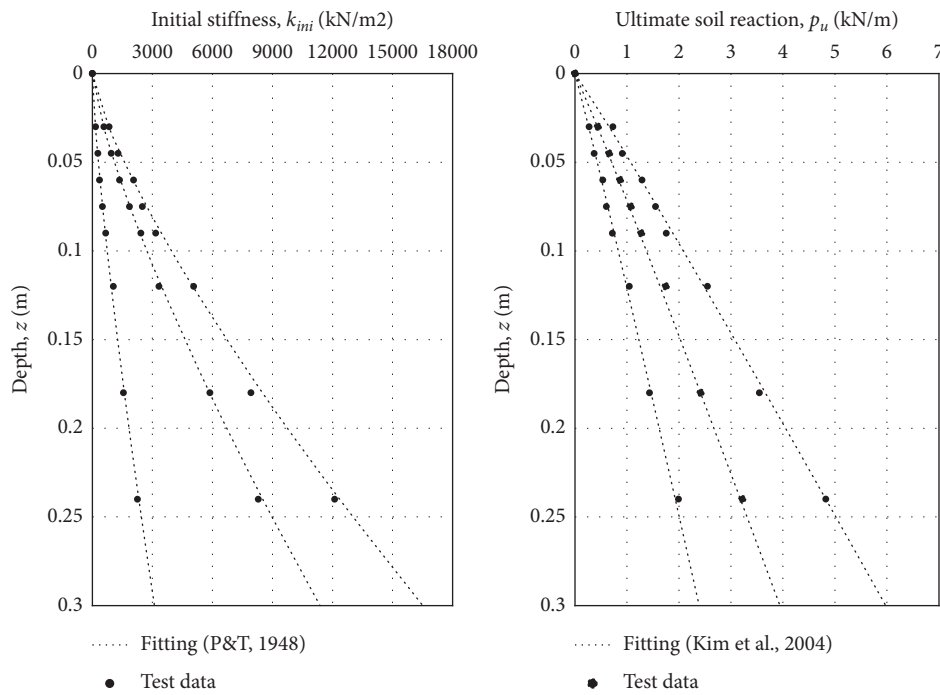 Initial stiffness, k_ini (kN/m2)
0 3000 6000 9000 12000 15000 18000
0
0.05
0.1
0.15
0.2
0.25
0.3
Depth, z (m)
Fitting (P&T, 1948)
Test data
Ultimate soil reaction, p_u (kN/m)
0 1 2 3 4 5 6 7
0
0.05
0.1
0.15
0.2
0.25
0.3
Depth, z (m)
Fitting (Kim et al., 2004)
Test data